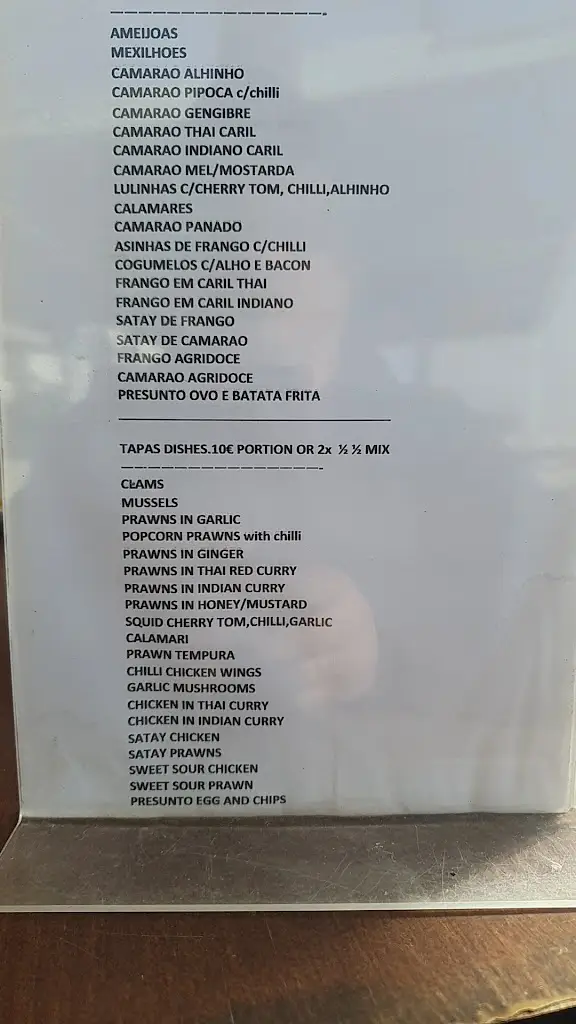 ————————————————.
AMEIJOAS
MEXILHOES
CAMARAO ALHINHO
CAMARAO PIPOCA c/chilli
CAMARAO GENGIBRE
CAMARAO THAI CARIL
CAMARAO INDIANO CARIL
CAMARAO MEL/MOSTARDA
LULINHAS C/CHERRY TOM, CHILLI,ALHINHO
CALAMARES
CAMARAO PANADO
ASINHAS DE FRANGO C/CHILLI
COGUMELOS C/ALHO E BACON
FRANGO EM CARIL THAI
FRANGO EM CARIL INDIANO
SATAY DE FRANGO
SATAY DE CAMARAO
FRANGO AGRIDOCE
CAMARAO AGRIDOCE
PRESUNTO OVO E BATATA FRITA
TAPAS DISHES.10€ PORTION OR 2x ½ ½ MIX
————————————————.
CLAMS
MUSSELS
PRAWNS IN GARLIC
POPCORN PRAWNS with chilli
PRAWNS IN GINGER
PRAWNS IN THAI RED CURRY
PRAWNS IN INDIAN CURRY
PRAWNS IN HONEY/MUSTARD
SQUID CHERRY TOM,CHILLI,GARLIC
CALAMARI
PRAWN TEMPURA
CHILLI CHICKEN WINGS
GARLIC MUSHROOMS
CHICKEN IN THAI CURRY
CHICKEN IN INDIAN CURRY
SATAY CHICKEN
SATAY PRAWNS
SWEET SOUR CHICKEN
SWEET SOUR PRAWN
PRESUNTO EGG AND CHIPS